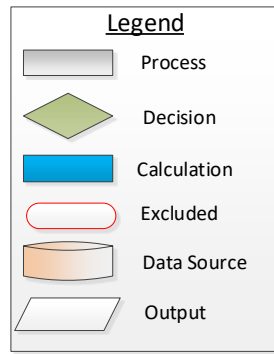 Legend
Process
Decision
Calculation
Excluded
Data Source
Output